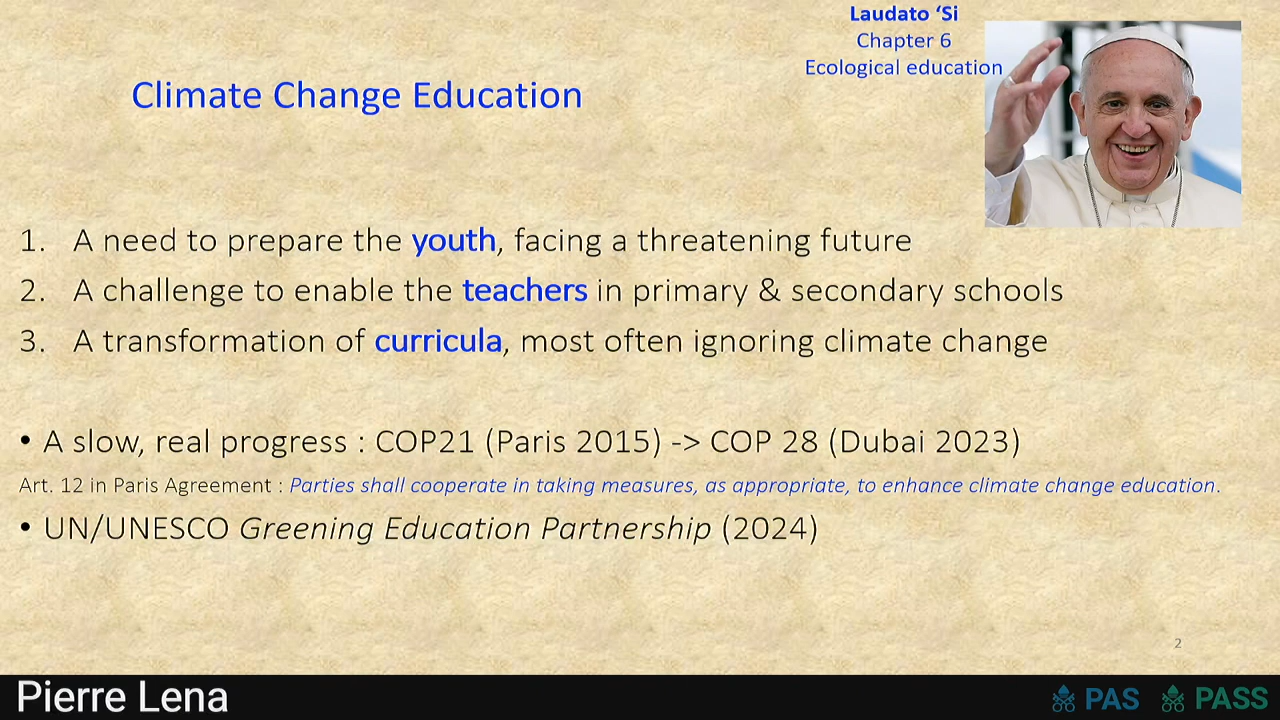 Laudato ‘Si
Chapter 6
Ecological education
Climate Change Education
1. A need to prepare the youth, facing a threatening future
2. A challenge to enable the teachers in primary & secondary schools
3. A transformation of curricula, most often ignoring climate change
• A slow, real progress : COP21 (Paris 2015) -> COP 28 (Dubai 2023)
Art. 12 in Paris Agreement : Parties shall cooperate in taking measures, as appropriate, to enhance climate change education.
• UN/UNESCO Greening Education Partnership (2024)
2
Pierre Lena
PAS PASS